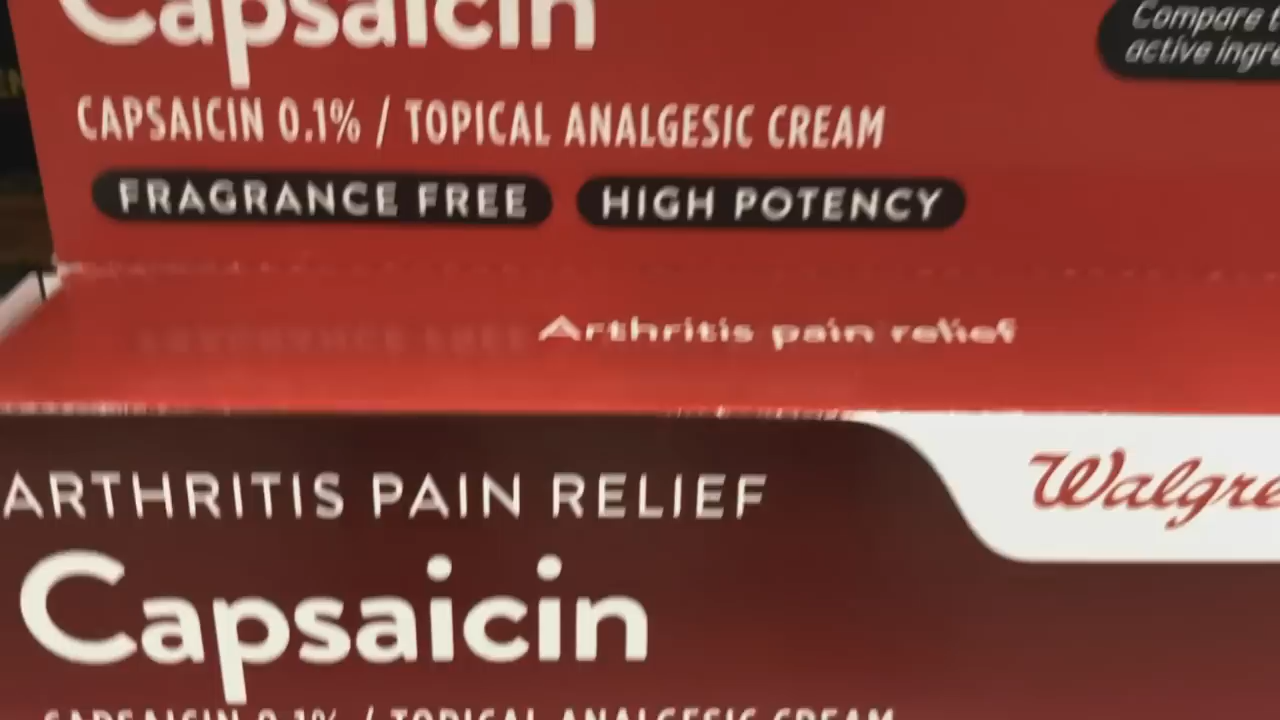 Capsaicin
Compare t
active ingre
CAPSAICIN 0.1% / TOPICAL ANALGESIC CREAM
FRAGRANCE FREE HIGH POTENCY
Arthritis pain relief
ARTHRITIS PAIN RELIEF
Walgre
Capsaicin
CAPSAICIN 0.1% / TOPICAL ANALGESIC CREAM